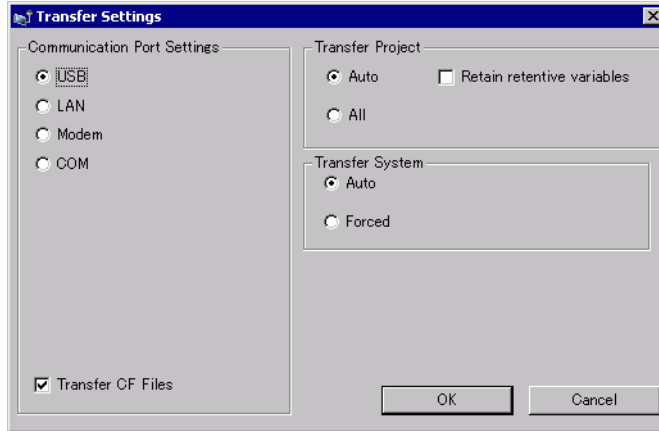 Transfer Settings
Communication Port Settings
USB
LAN
Modem
COM
Transfer CF Files
Transfer Project
Auto
Retain retentive variables
All
Transfer System
Auto
Forced
OK
Cancel